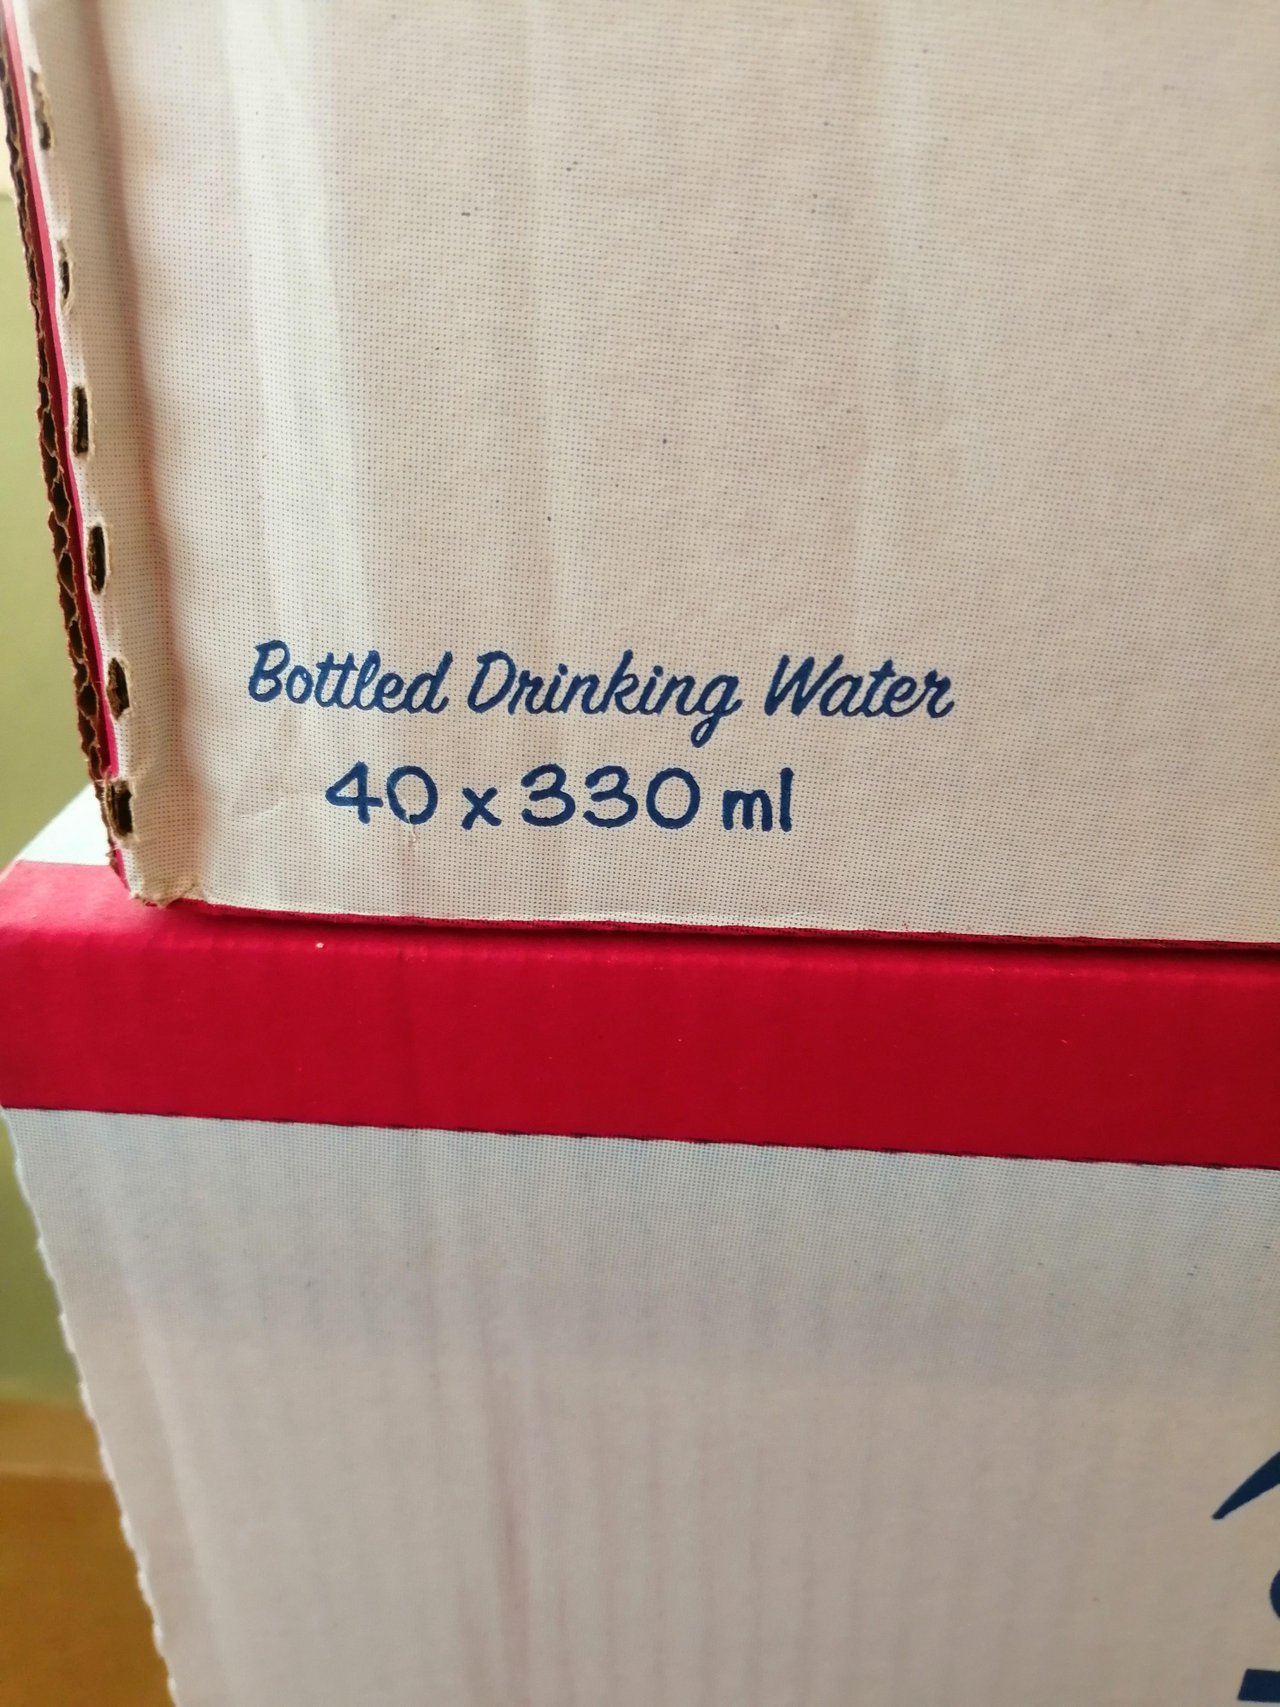 Bottled Drinking Water
40 x 330 ml